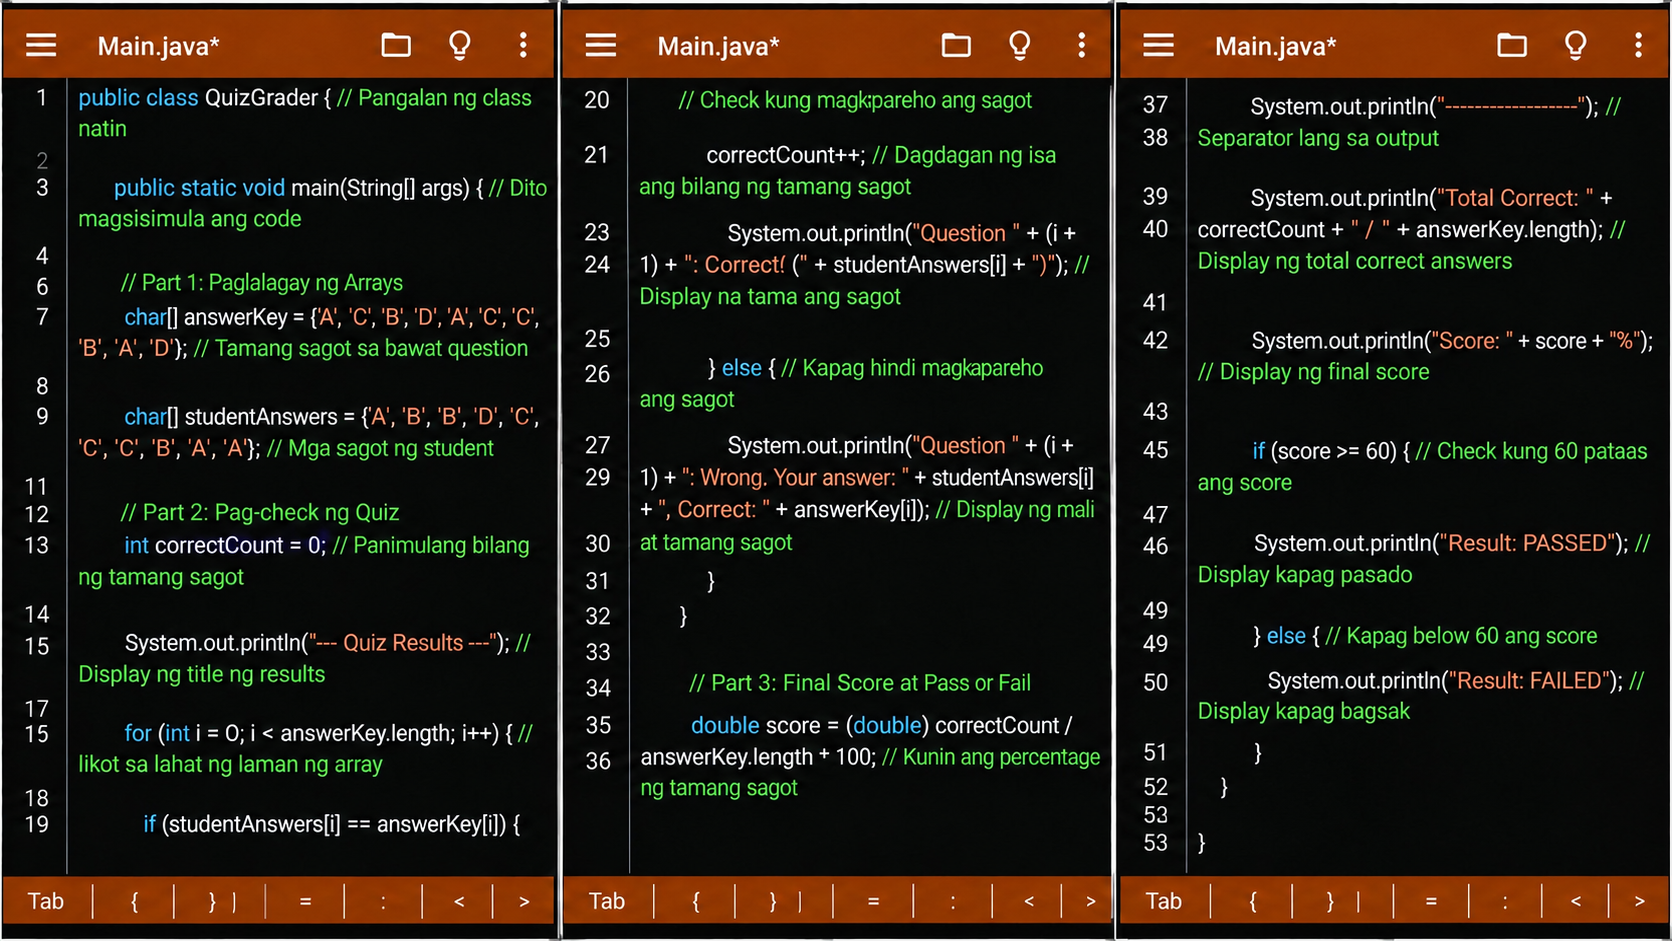 Main.java*
1 public class QuizGrader { // Pangalan ng class
natin
2
3 public static void main(String[] args) { // Dito
magsisimula ang code
4
6 // Part 1: Paglalagay ng Arrays
7 char[] answerKey = {'A', 'C', 'B', 'D', 'A', 'C', 'C',
'B', 'A', 'D'}; // Tamang sagot sa bawat question
8
9 char[] studentAnswers = {'A', 'B', 'B', 'D', 'C',
'C', 'C', 'B', 'A', 'A'}; // Mga sagot ng student
11
12 // Part 2: Pag-check ng Quiz
13 int correctCount = 0; // Panimulang bilang
ng tamang sagot
14
15 System.out.println("--- Quiz Results ---"); //
Display ng title ng results
17
15 for (int i = 0; i < answerKey.length; i++) { //
likot sa lahat ng laman ng array
18
19 if (studentAnswers[i] == answerKey[i]) {
Tab { } | = : < >
Main.java*
20 // Check kung magkpareho ang sagot
21 correctCount++; // Dagdagan ng isa
ang bilang ng tamang sagot
23 System.out.println("Question " + (i +
24 1) + ": Correct! (" + studentAnswers[i] + ")"); //
Display na tama ang sagot
25
26 } else { // Kapag hindi magkapareho
ang sagot
27 System.out.println("Question " + (i +
29 1) + ": Wrong. Your answer: " + studentAnswers[i]
+ ", Correct: " + answerKey[i]); // Display ng mali
30 at tamang sagot
31 }
32 }
33
34 // Part 3: Final Score at Pass or Fail
35 double score = (double) correctCount /
36 answerKey.length * 100; // Kunin ang percentage
ng tamang sagot
Tab { } | = : < >
Main.java*
37 System.out.println("-------------------"); //
38 Separator lang sa output
39 System.out.println("Total Correct: " +
40 correctCount + " / " + answerKey.length); //
Display ng total correct answers
41
42 System.out.println("Score: " + score + "%");
// Display ng final score
43
45 if (score >= 60) { // Check kung 60 pataas
ang score
47
46 System.out.println("Result: PASSED"); //
Display kapag pasado
49
49 } else { // Kapag below 60 ang score
50 System.out.println("Result: FAILED"); //
Display kapag bagsak
51 }
52 }
53
53 }
Tab { } | = : < >